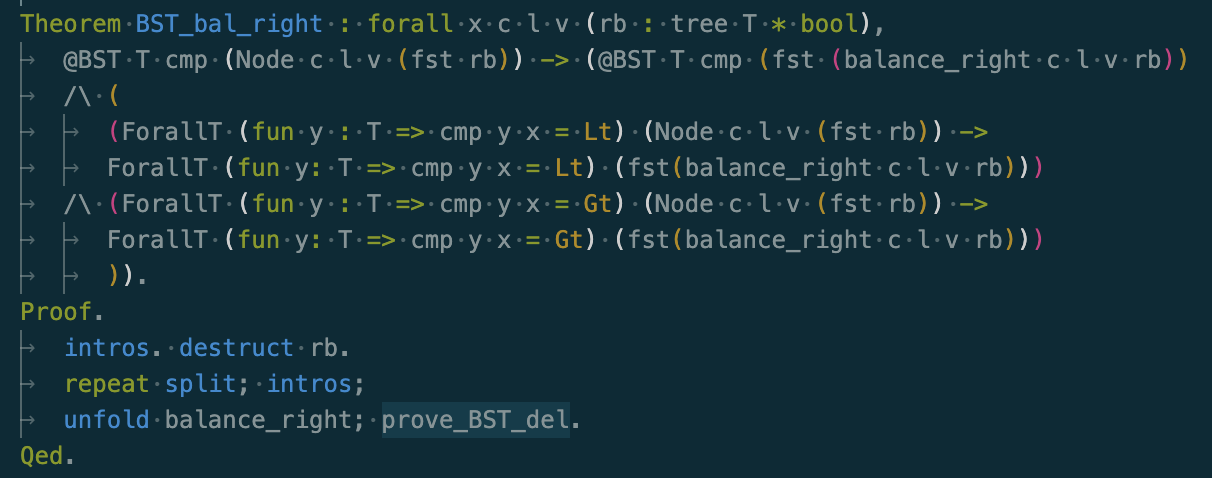 Theorem BST_bal_right : forall x c l v (rb : tree T * bool),
@BST T cmp (Node c l v (fst rb)) -> (@BST T cmp (fst (balance_right c l v rb))
/\ (
(ForallT (fun y : T => cmp y x = Lt) (Node c l v (fst rb)) ->
ForallT (fun y: T => cmp y x = Lt) (fst(balance_right c l v rb)))
/\ (ForallT (fun y : T => cmp y x = Gt) (Node c l v (fst rb)) ->
ForallT (fun y: T => cmp y x = Gt) (fst(balance_right c l v rb)))
)).
Proof.
intros. destruct rb.
repeat split; intros;
unfold balance_right; prove_BST_del.
Qed.